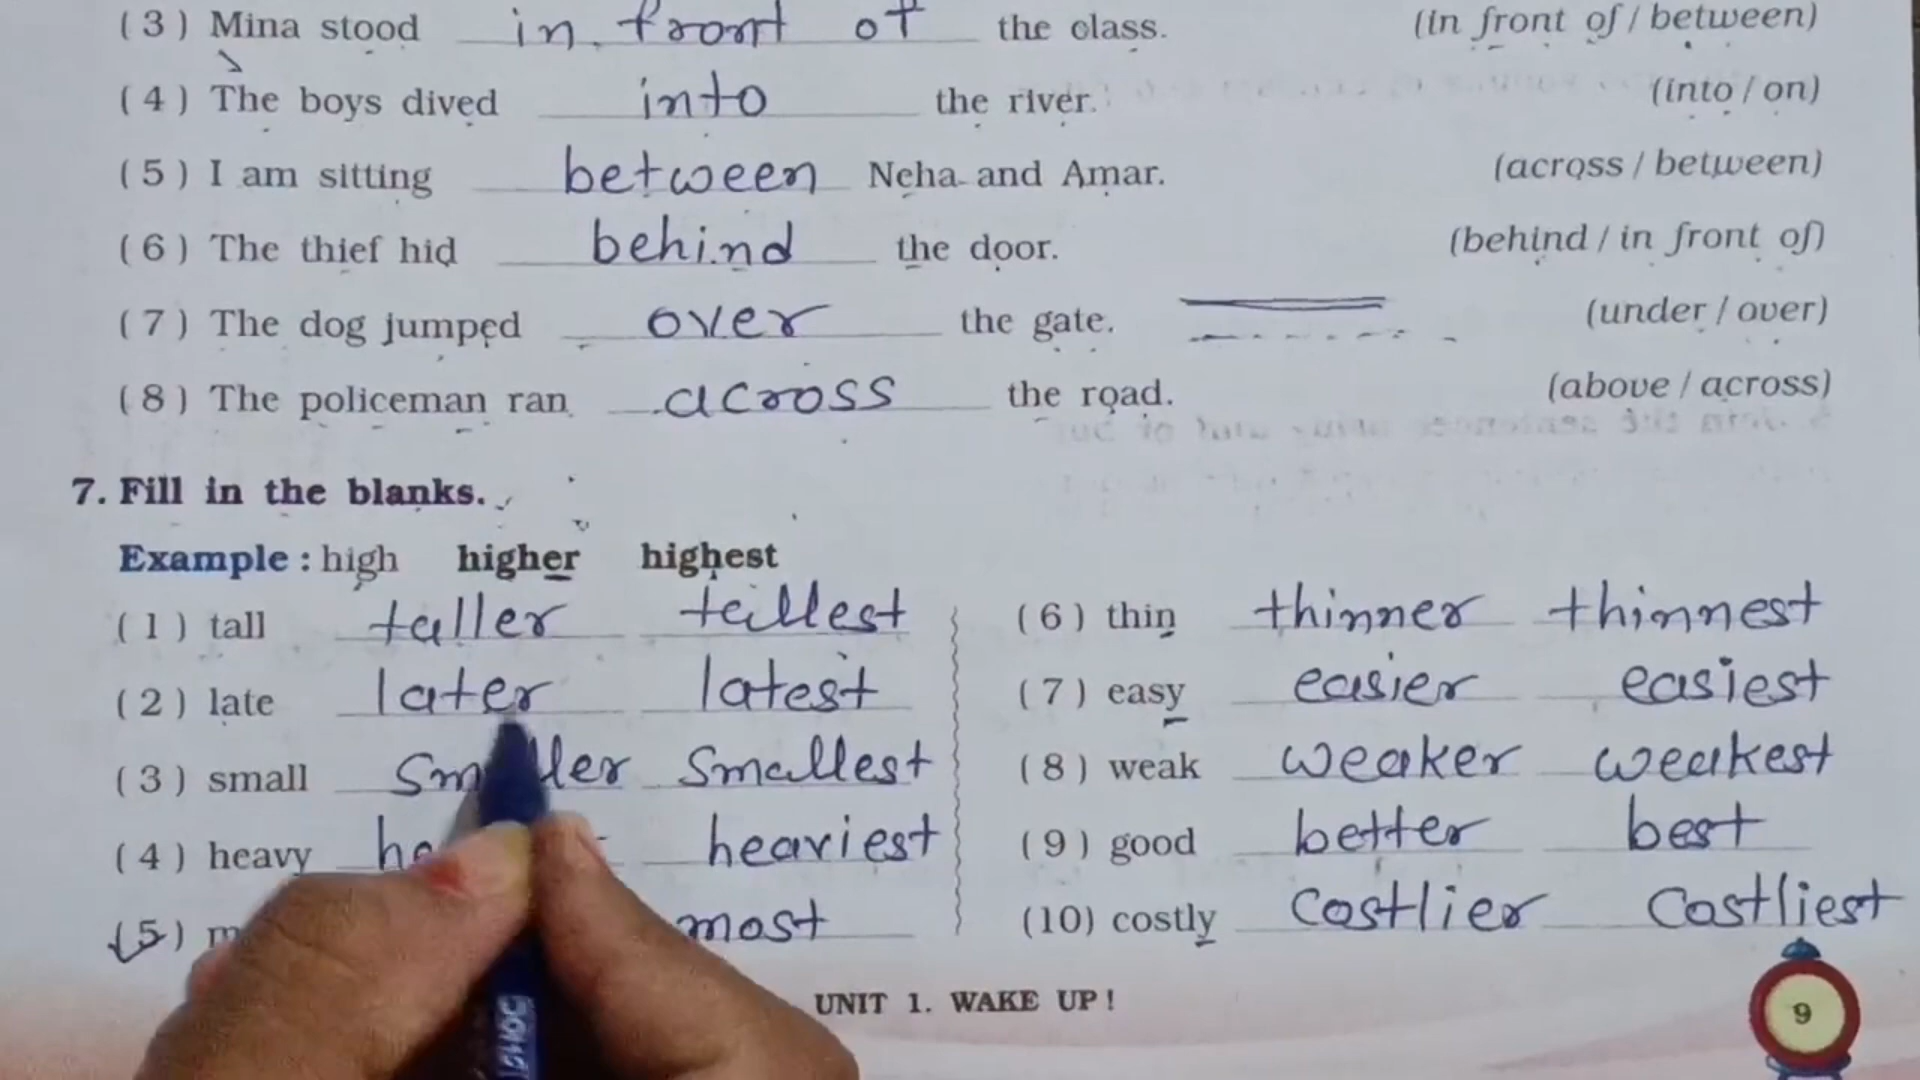 (3) Mina stood in front of the class. (in front of / between)
(4) The boys dived into the river. (into / on)
(5) I am sitting between Neha and Amar. (across / between)
(6) The thief hid behind the door. (behind / in front of)
(7) The dog jumped over the gate. (under / over)
(8) The policeman ran across the road. (above / across)
7. Fill in the blanks.
Example : high higher highest
(1) tall taller tallest
(2) late later latest
(3) small smaller smallest
(4) heavy heaviest
(5) most
(6) thin thinner thinnest
(7) easy easier easiest
(8) weak weaker weakest
(9) good better best
(10) costly costlier costliest
UNIT 1. WAKE UP!
9